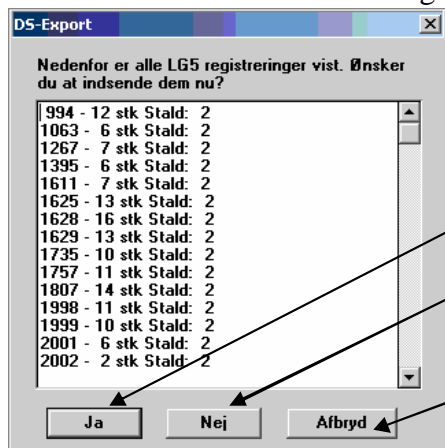 DS-Export
Nedenfor er alle LG5 registreringer vist. Ønsker
du at indsende dem nu?
994 - 12 stk Stald: 2
1063 - 6 stk Stald: 2
1267 - 7 stk Stald: 2
1395 - 6 stk Stald: 2
1611 - 7 stk Stald: 2
1625 - 13 stk Stald: 2
1628 - 16 stk Stald: 2
1629 - 13 stk Stald: 2
1735 - 10 stk Stald: 2
1757 - 11 stk Stald: 2
1807 - 14 stk Stald: 2
1998 - 11 stk Stald: 2
1999 - 10 stk Stald: 2
2001 - 6 stk Stald: 2
2002 - 2 stk Stald: 2
Ja Nej Afbryd